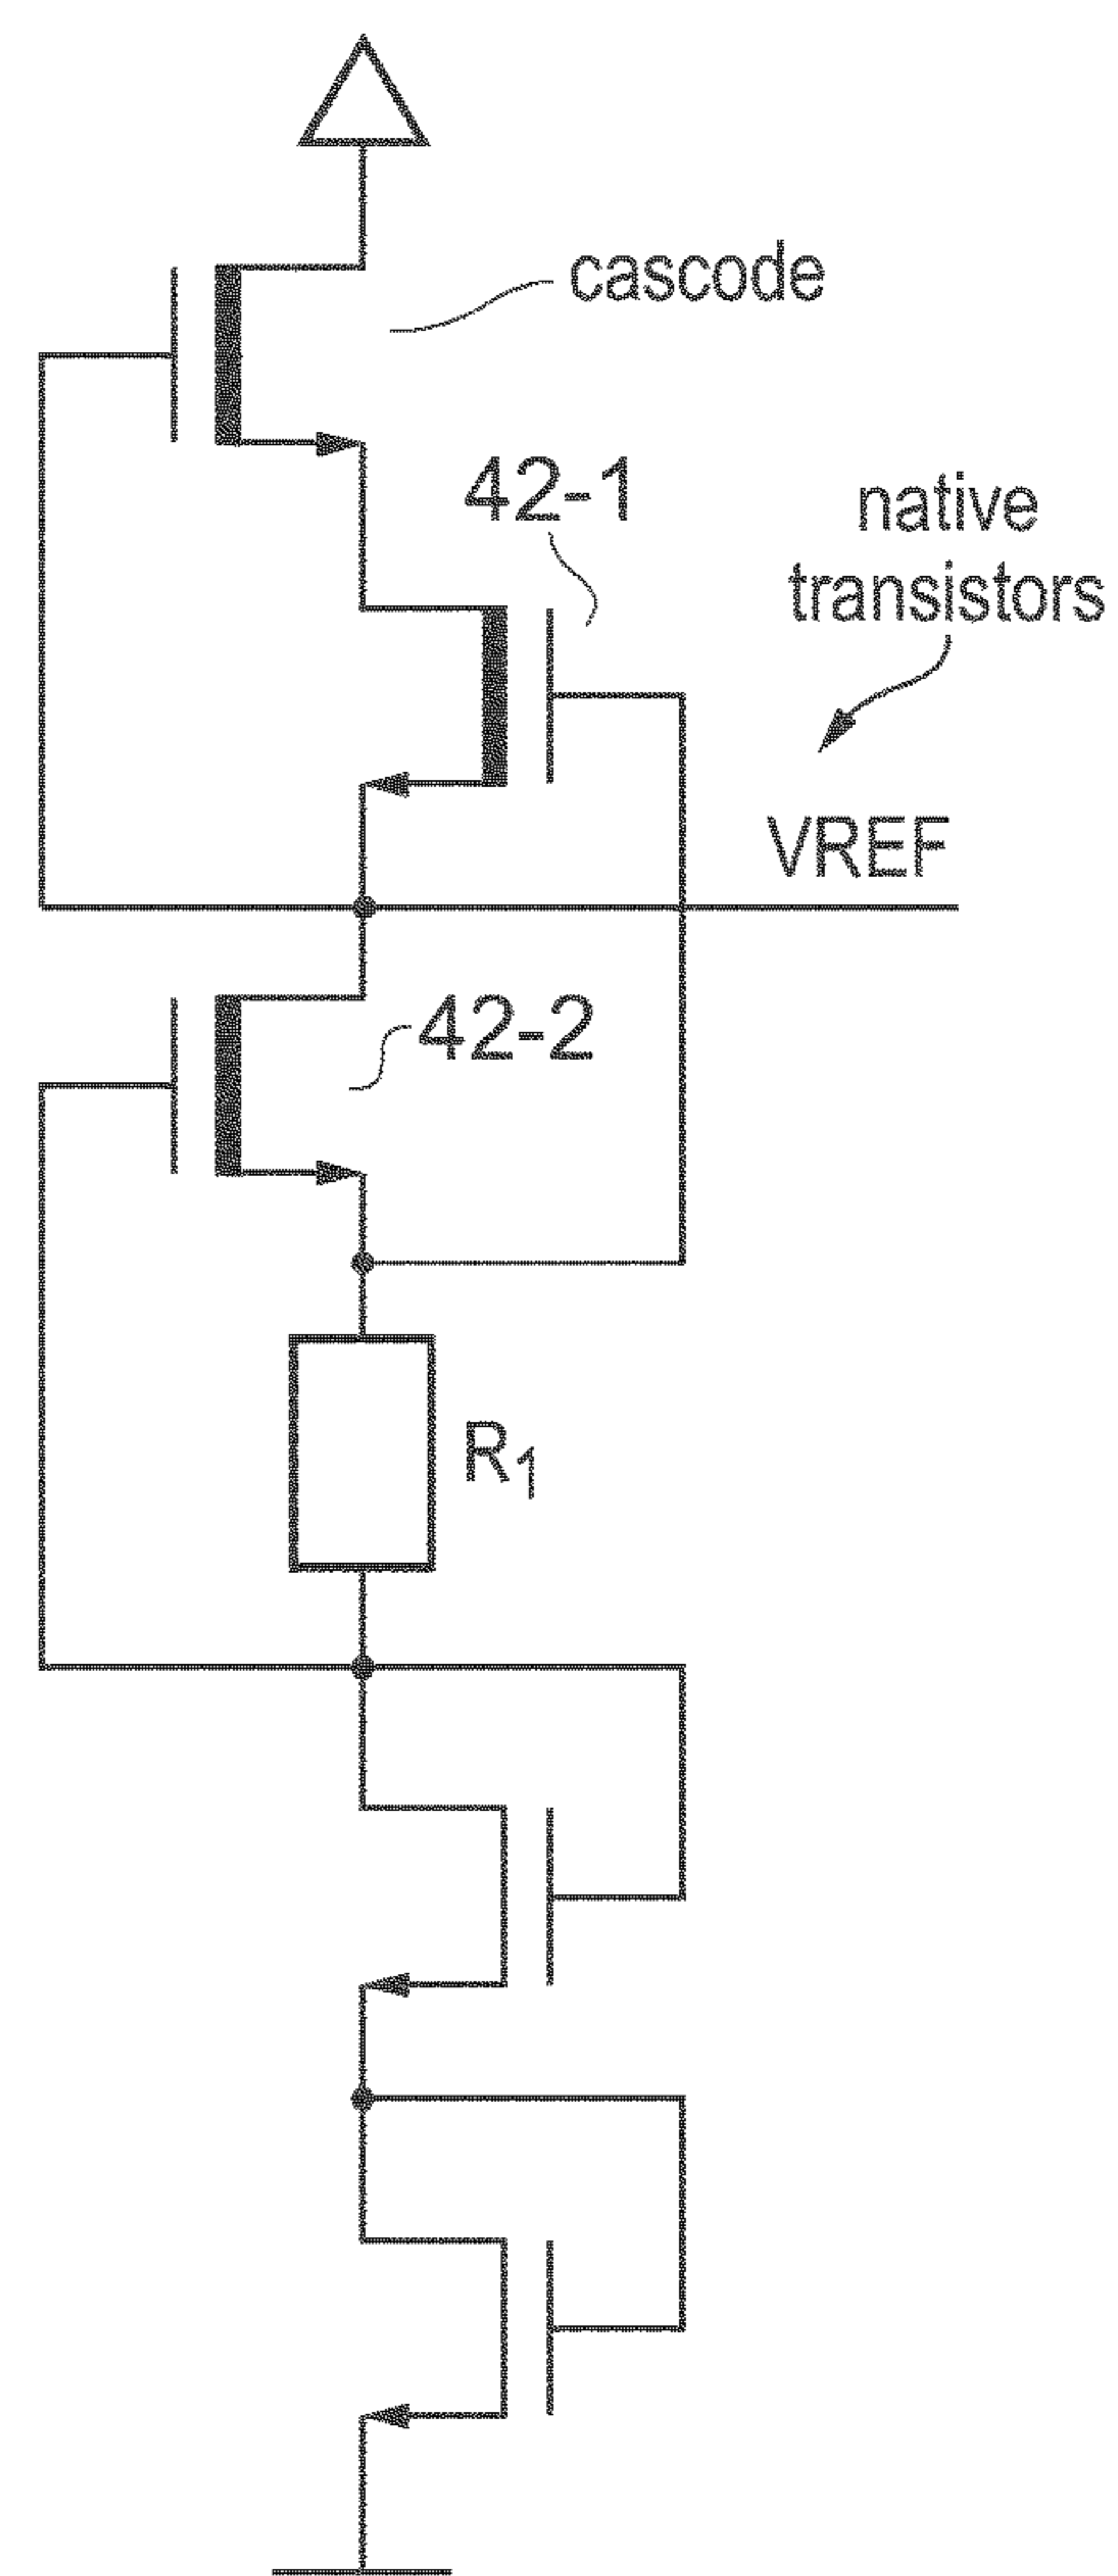 cascode
42-1
native
transistors
VREF
42-2
R1